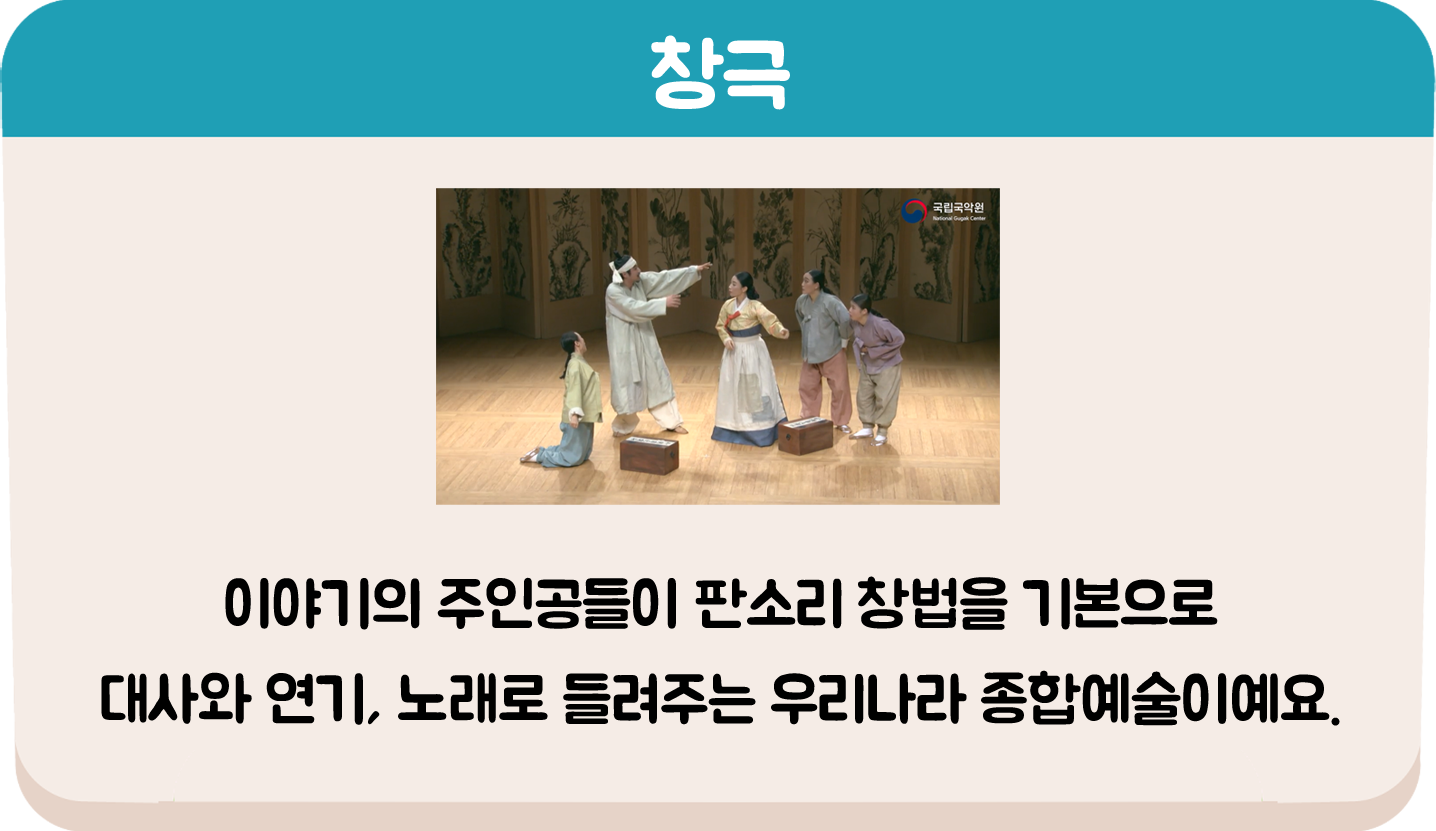 창극
국립국악원
National Gugak Center
이야기의 주인공들이 판소리 창법을 기본으로
대사와 연기, 노래로 들려주는 우리나라 종합예술이예요.